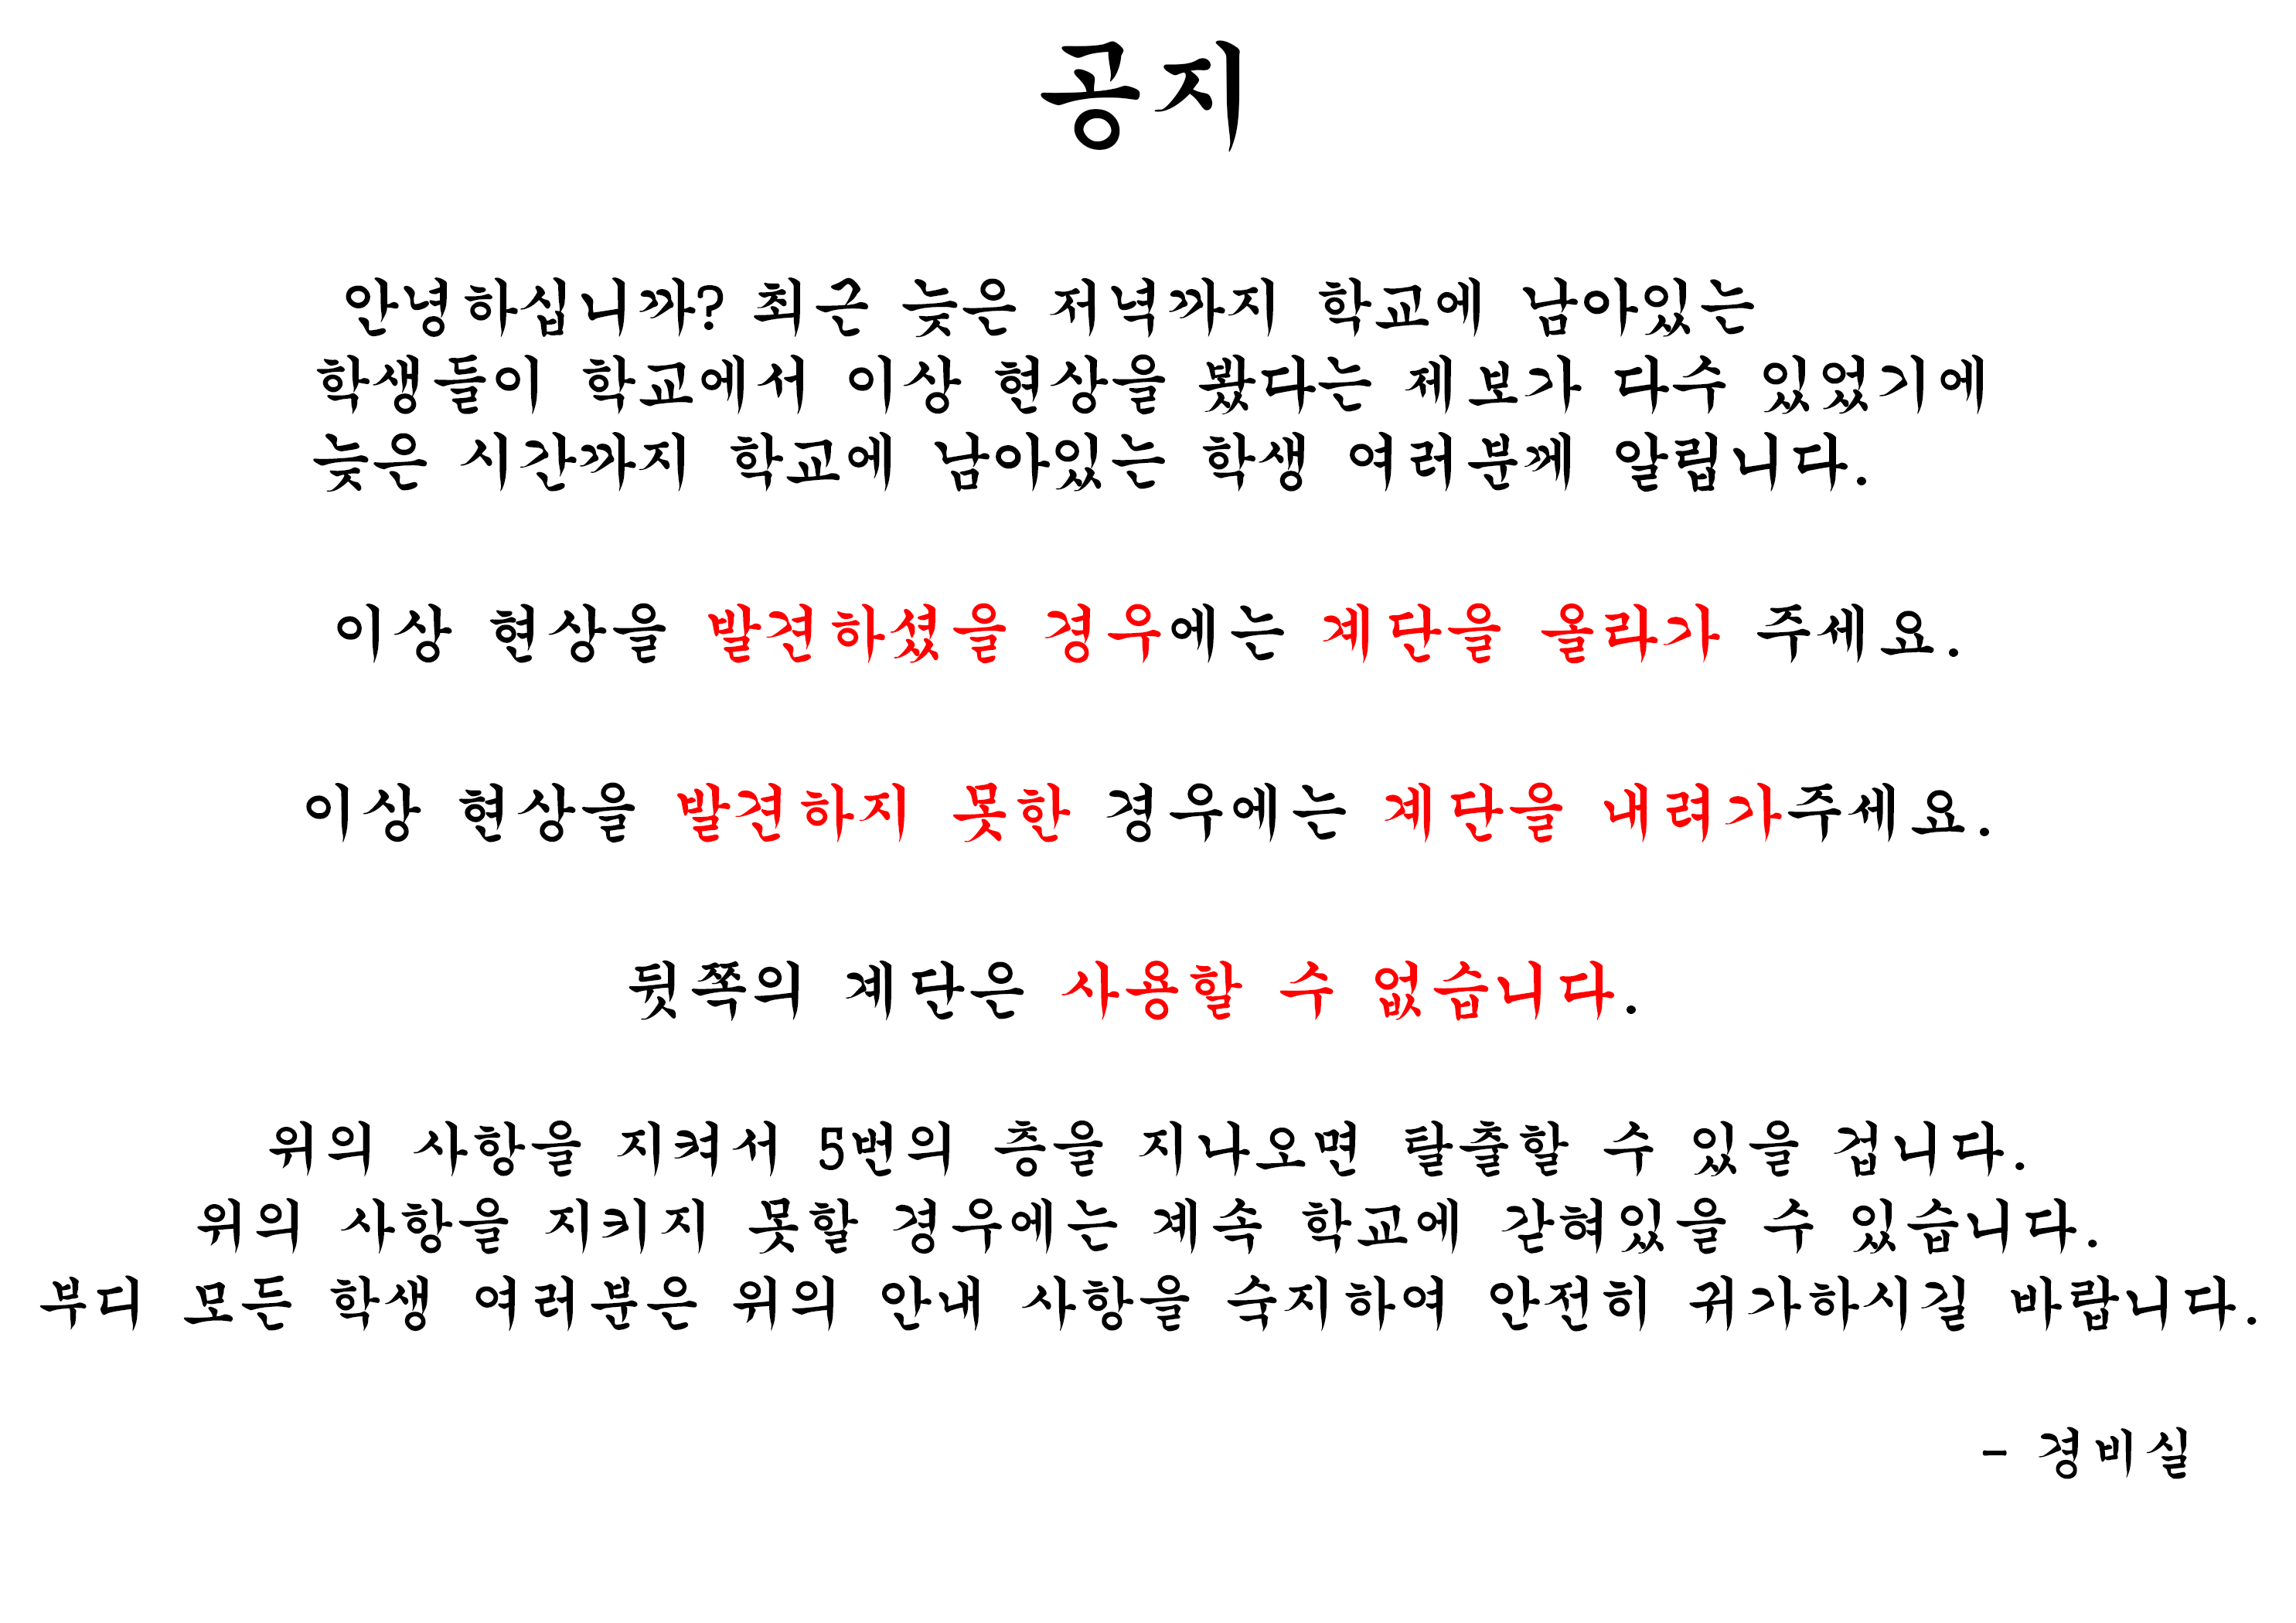 공지
안녕하십니까? 최근 늦은 저녁까지 학교에 남아있는
학생들이 학교에서 이상 현상을 봤다는 제보가 다수 있었기에
늦은 시간까지 학교에 남아있는 학생 여러분께 알립니다.
이상 현상을 발견하셨을 경우에는 계단을 올라가 주세요.
이상 현상을 발견하지 못한 경우에는 계단을 내려가주세요.
뒷쪽의 계단은 사용할 수 없습니다.
위의 사항을 지켜서 5번의 층을 지나오면 탈출할 수 있을 겁니다.
위의 사항을 지키지 못할 경우에는 계속 학교에 갇혀있을 수 있습니다.
부디 모든 학생 여러분은 위의 안내 사항을 숙지하여 안전히 귀가하시길 바랍니다.
- 경비실